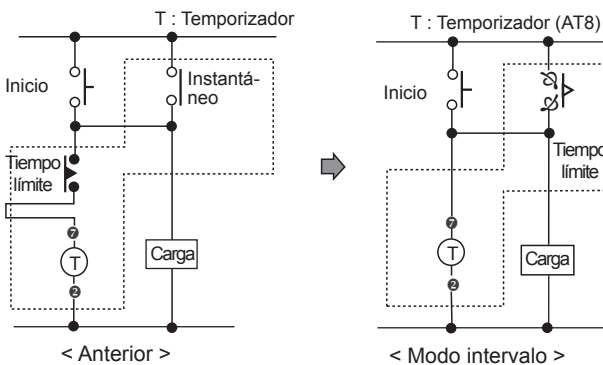 T : Temporizador
Inicio
Instantá-
neo
Tiempo
límite
7
T
2
Carga
< Anterior >
T : Temporizador (AT8)
Inicio
Tiempo
límite
7
T
2
Carga
< Modo intervalo >